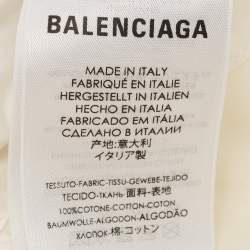 BALENCIAGA
MADE IN ITALY
FABRIQUÉ EN ITALIE
HERGESTELLT IN ITALIEN
HECHO EN ITALIA
FABRICADO EM ITÁLIA
СДЕЛАНО В ИТАЛИИ
产地:意大利
イタリア製
TESSUTO-FABRIC-TISSU-GEWEBE-TEJIDO
TECIDO-ТКАНЬ-面料-表地
100%COTONE-COTTON-COTON
BAUMWOLLE-ALGODON-ALGODÃO
ХЛОПОК-棉-コットン